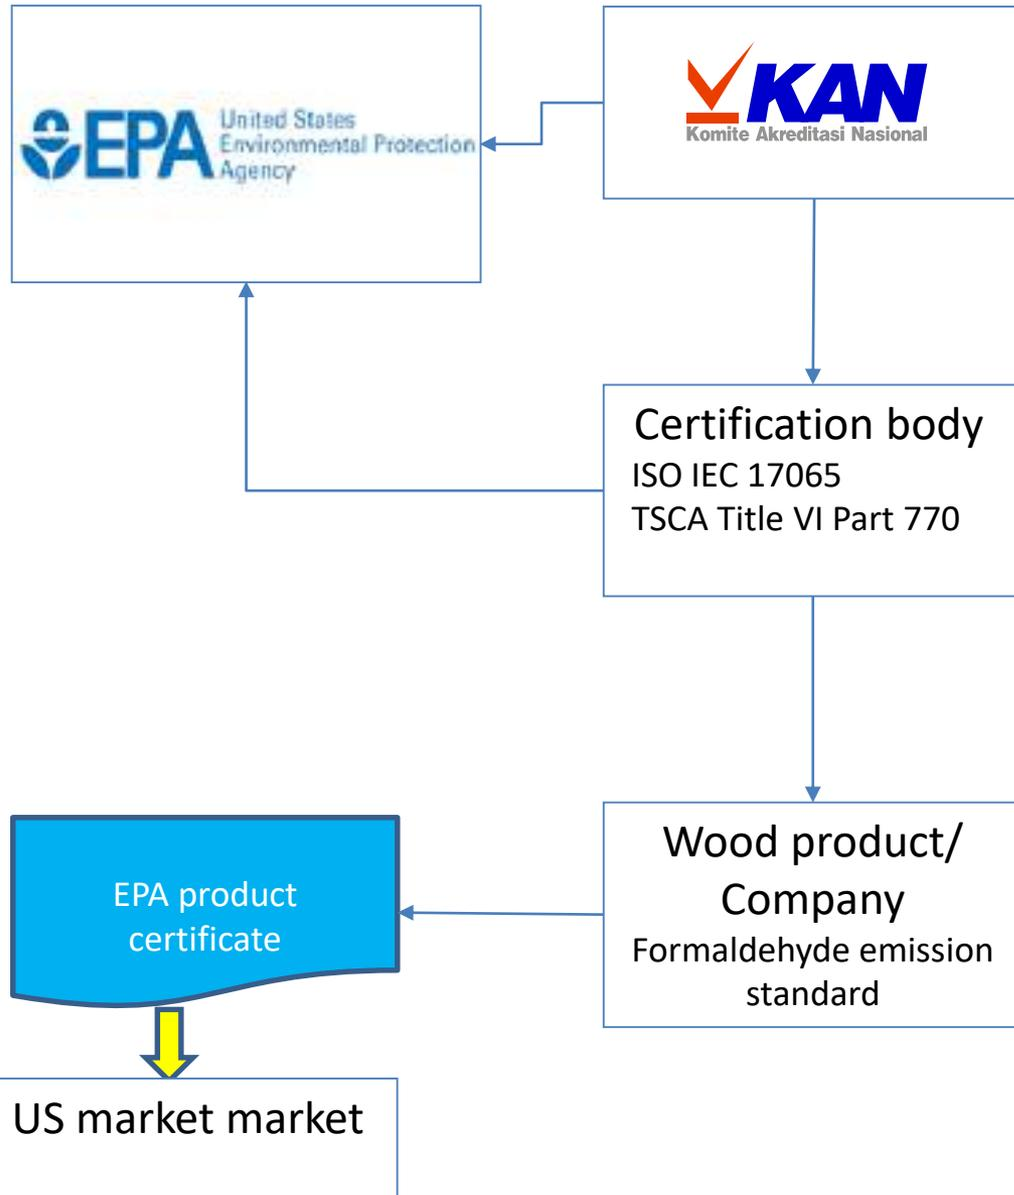 EPA
United States
Environmental Protection
Agency
KAN
Komite Akreditasi Nasional
Certification body
ISO IEC 17065
TSCA Title VI Part 770
Wood product/
Company
Formaldehyde emission
standard
EPA product
certificate
US market market